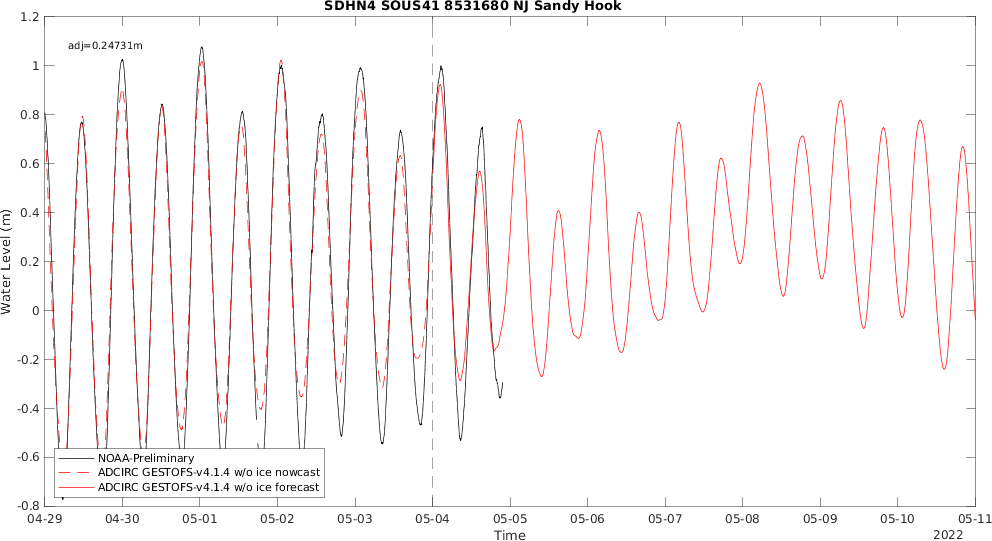 SDHN4 SOUS41 8531680 NJ Sandy Hook
adj=0.24731m
1.2
1
0.8
0.6
0.4
0.2
0
-0.2
-0.4
-0.6
-0.8
Water Level (m)
NOAA-Preliminary
ADCIRC GESTOFS-v4.1.4 w/o ice nowcast
ADCIRC GESTOFS-v4.1.4 w/o ice forecast
04-29 04-30 05-01 05-02 05-03 05-04 05-05 05-06 05-07 05-08 05-09 05-10 05-11
Time
2022